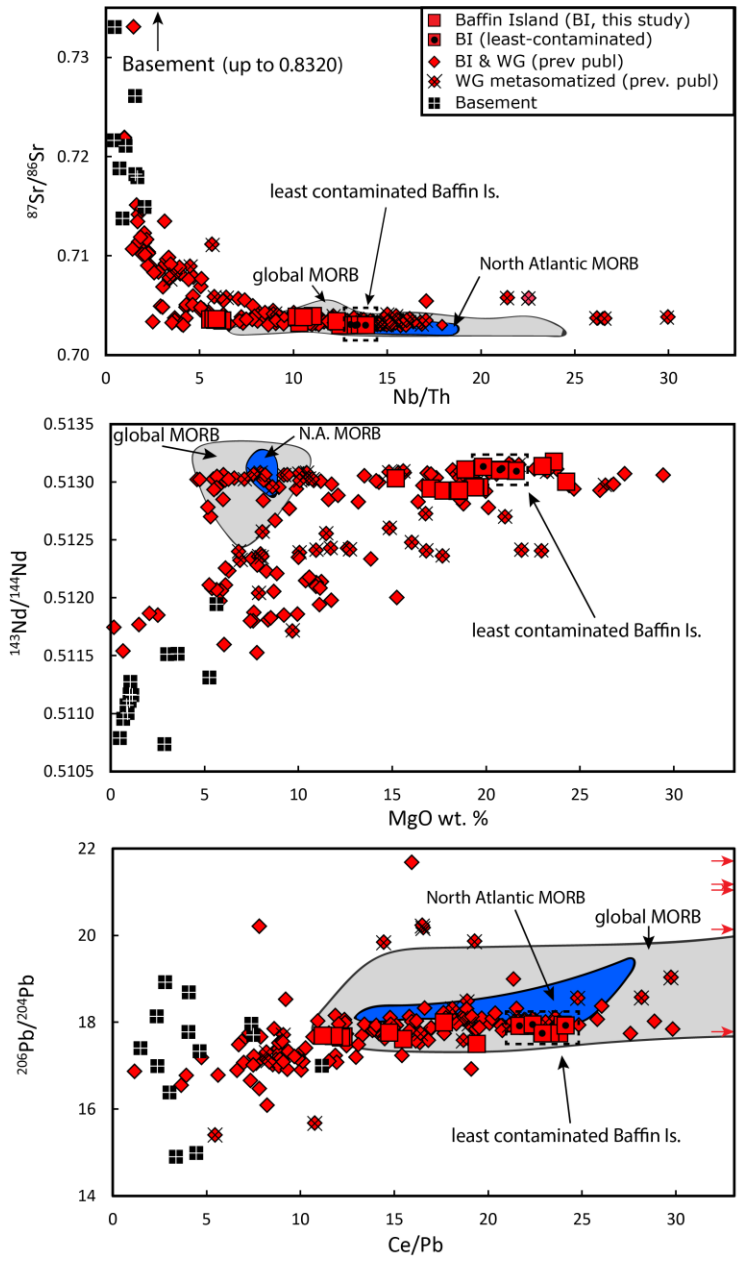 0.73
0.72
0.71
0.70
87Sr/86Sr
Basement (up to 0.8320)
Baffin Island (BI, this study)
BI (least-contaminated)
BI & WG (prev publ)
WG metasomatized (prev. publ)
Basement
least contaminated Baffin Is.
global MORB
North Atlantic MORB
0 5 10 15 20 25 30
Nb/Th
0.5135
0.5130
0.5125
0.5120
0.5115
0.5110
0.5105
143Nd/144Nd
global MORB
N.A. MORB
least contaminated Baffin Is.
0 5 10 15 20 25 30
MgO wt. %
22
20
18
16
14
206Pb/204Pb
North Atlantic MORB
global MORB
least contaminated Baffin Is.
0 5 10 15 20 25 30
Ce/Pb